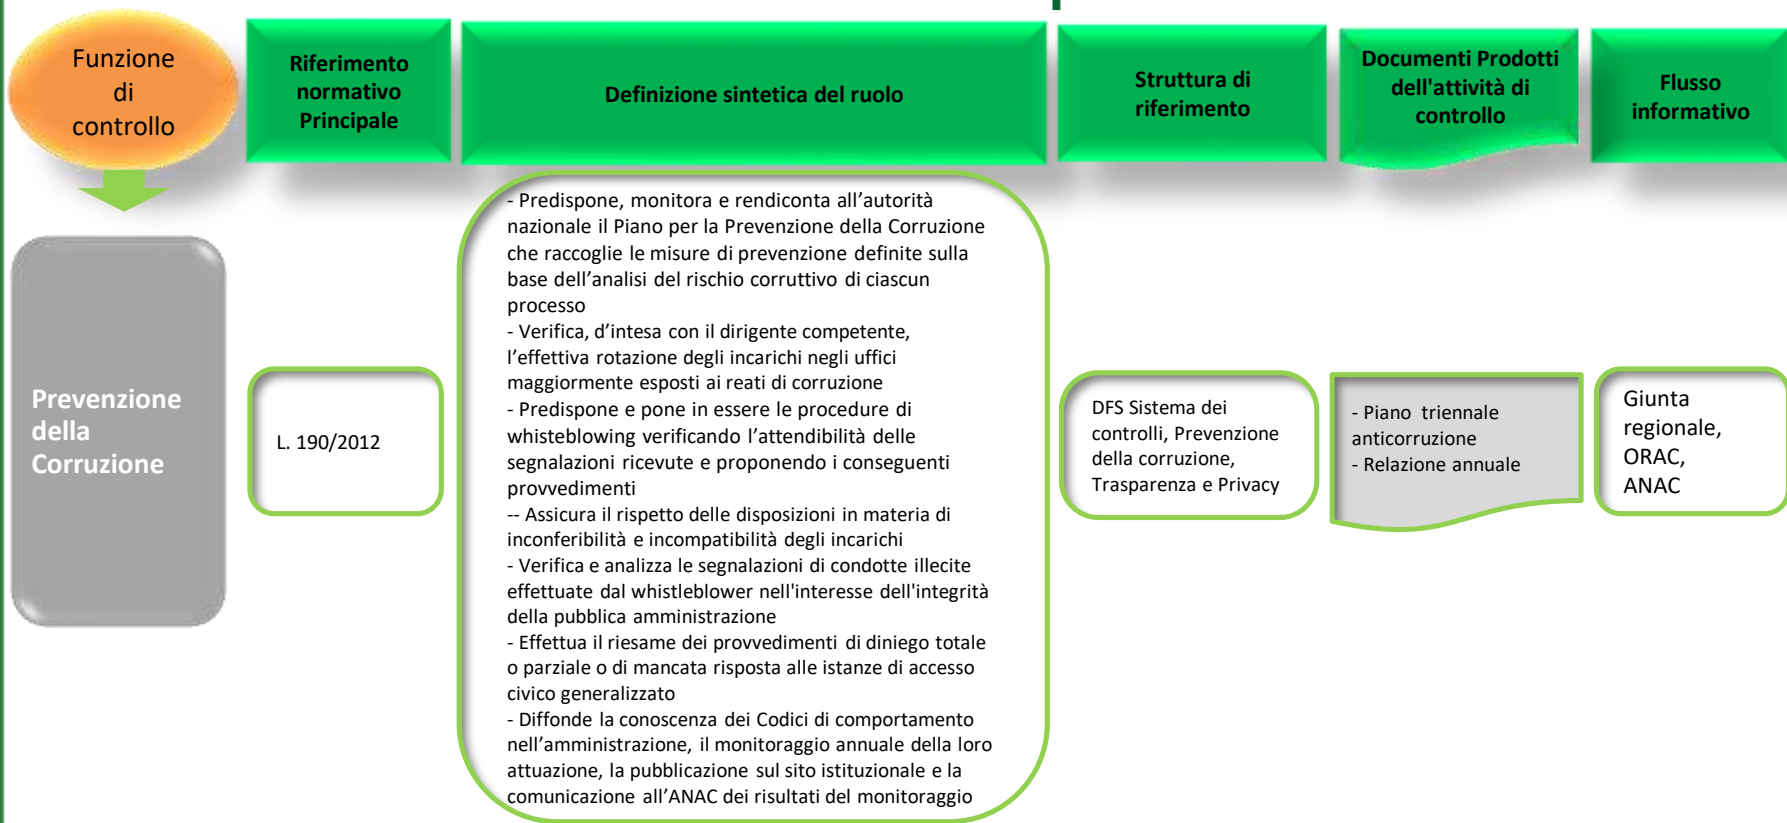 Funzione
di
controllo
Riferimento
normativo
Principale
Definizione sintetica del ruolo
Struttura di
riferimento
Documenti Prodotti
dell'attività di
controllo
Flusso
informativo
Prevenzione
della
Corruzione
L. 190/2012
- Predispone, monitora e rendiconta all’autorità
nazionale il Piano per la Prevenzione della Corruzione
che raccoglie le misure di prevenzione definite sulla
base dell’analisi del rischio corruttivo di ciascun
processo
- Verifica, d’intesa con il dirigente competente,
l’effettiva rotazione degli incarichi negli uffici
maggiormente esposti ai reati di corruzione
- Predispone e pone in essere le procedure di
whisteblowing verificando l’attendibilità delle
segnalazioni ricevute e proponendo i conseguenti
provvedimenti
-- Assicura il rispetto delle disposizioni in materia di
inconferibilità e incompatibilità degli incarichi
- Verifica e analizza le segnalazioni di condotte illecite
effettuate dal whistleblower nell'interesse dell'integrità
della pubblica amministrazione
- Effettua il riesame dei provvedimenti di diniego totale
o parziale o di mancata risposta alle istanze di accesso
civico generalizzato
- Diffonde la conoscenza dei Codici di comportamento
nell’amministrazione, il monitoraggio annuale della loro
attuazione, la pubblicazione sul sito istituzionale e la
comunicazione all’ANAC dei risultati del monitoraggio
DFS Sistema dei
controlli, Prevenzione
della corruzione,
Trasparenza e Privacy
- Piano triennale
anticorruzione
- Relazione annuale
Giunta
regionale,
ORAC,
ANAC